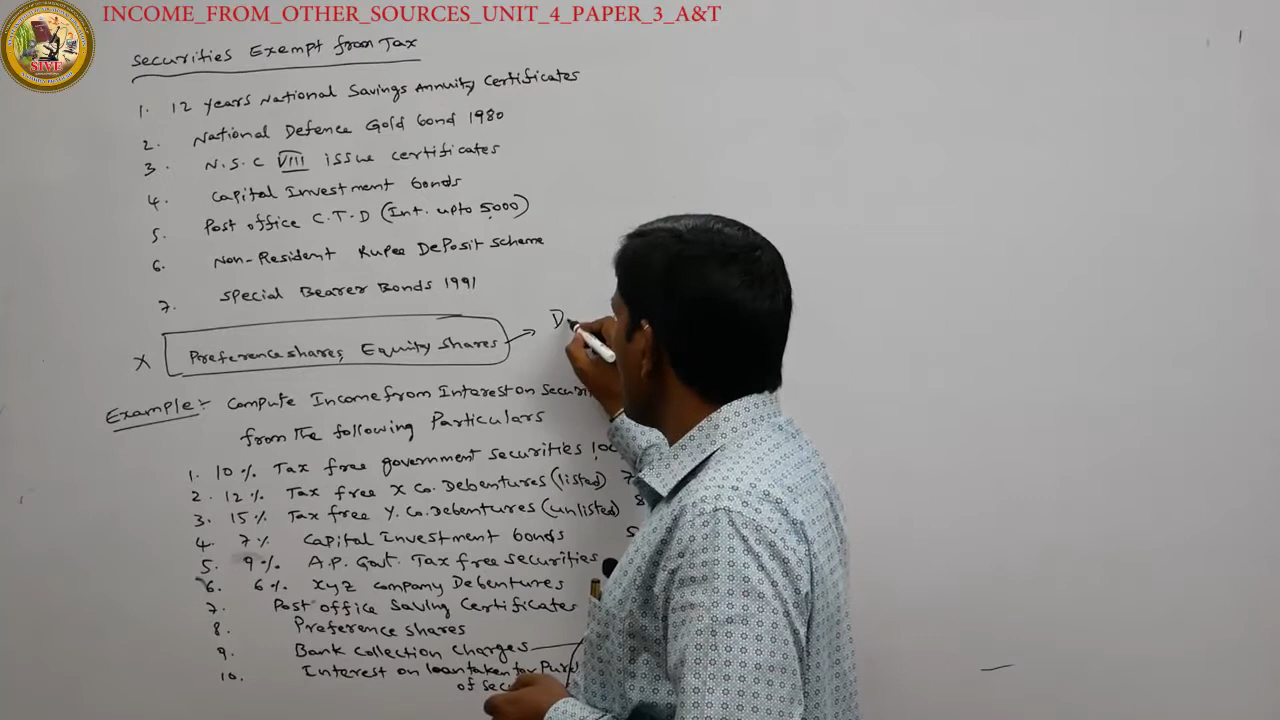 INCOME_FROM_OTHER_SOURCES_UNIT_4_PAPER_3_A&T
SIVE
Securities Exempt from Tax
1. 12 years National Savings Annuity Certificates
2. National Defence Gold bond 1980
3. N.S.C VIII issue certificates
4. Capital Investment bonds
5. Post office C.T.D (Int. upto 5000)
6. Non-Resident Rupee Deposit scheme
7. Special Bearer Bonds 1991
X Preference shares, Equity shares → D
Example:- Compute Income from Interest on
from the following Particulars
1. 10% Tax free government securities
2. 12% Tax free X Co. Debentures (listed) 7
3. 15% Tax free Y. Co. Debentures (unlisted) 8
4. 7% Capital Investment bonds 5
5. 9% A.P. Govt. Tax free securities
6. 6% XYZ Company Debentures
7. Post office Saving Certificates
8. Preference shares
9. Bank Collection Charges
10. Interest on loan taken for
of